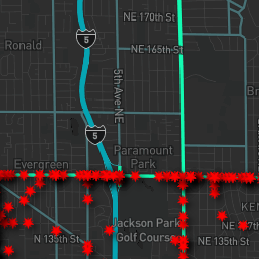 NE 170th St
Ronald
5
NE 165th ST
5th Ave NE
5
Paramount
Park
Evergreen
Jackson Park
Golf Course
N 135th St
NE 135th St